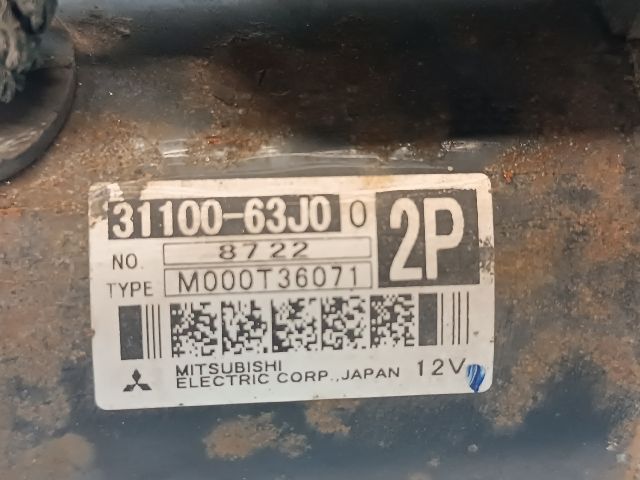 31100-63J0 0
2P
NO. 8722
TYPE M000T36071
MITSUBISHI
ELECTRIC CORP., JAPAN 12V